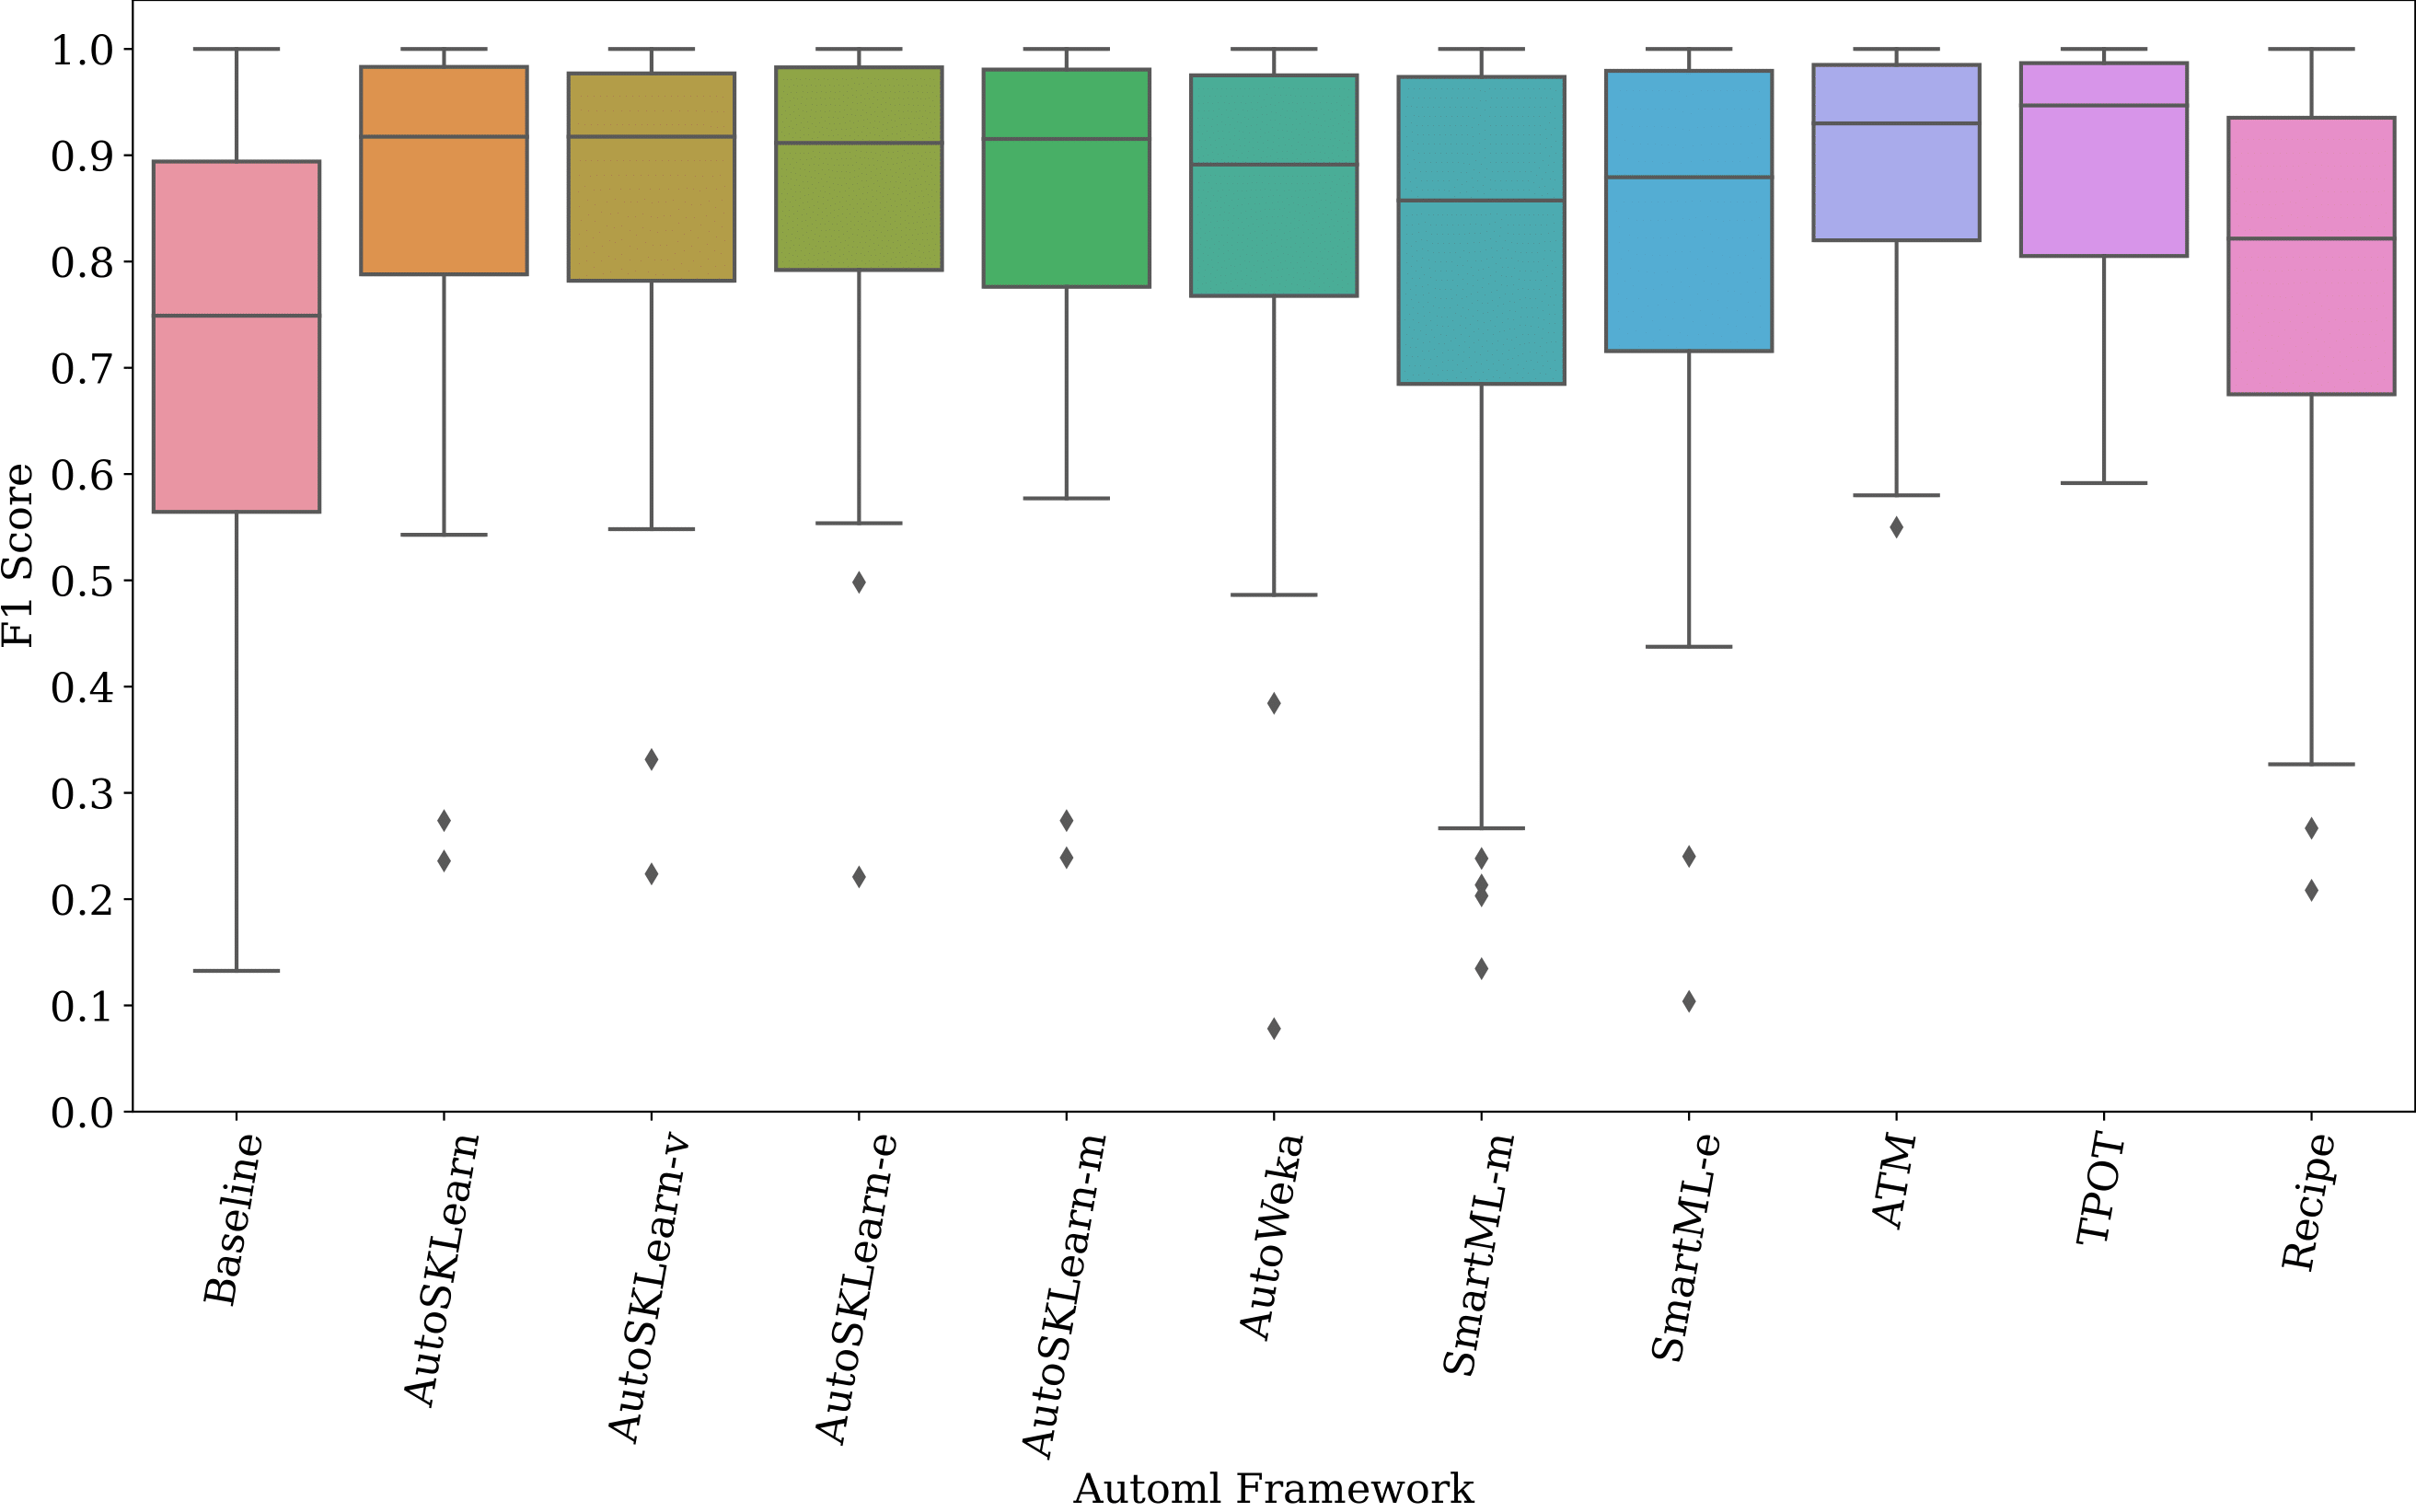 F1 Score
1.0
0.9
0.8
0.7
0.6
0.5
0.4
0.3
0.2
0.1
0.0
Baseline
AutoSKLearn
AutoSKLearn-v
AutoSKLearn-e
AutoSKLearn-m
AutoWeka
SmartML-m
SmartML-e
ATM
TPOT
Recipe
Automl Framework